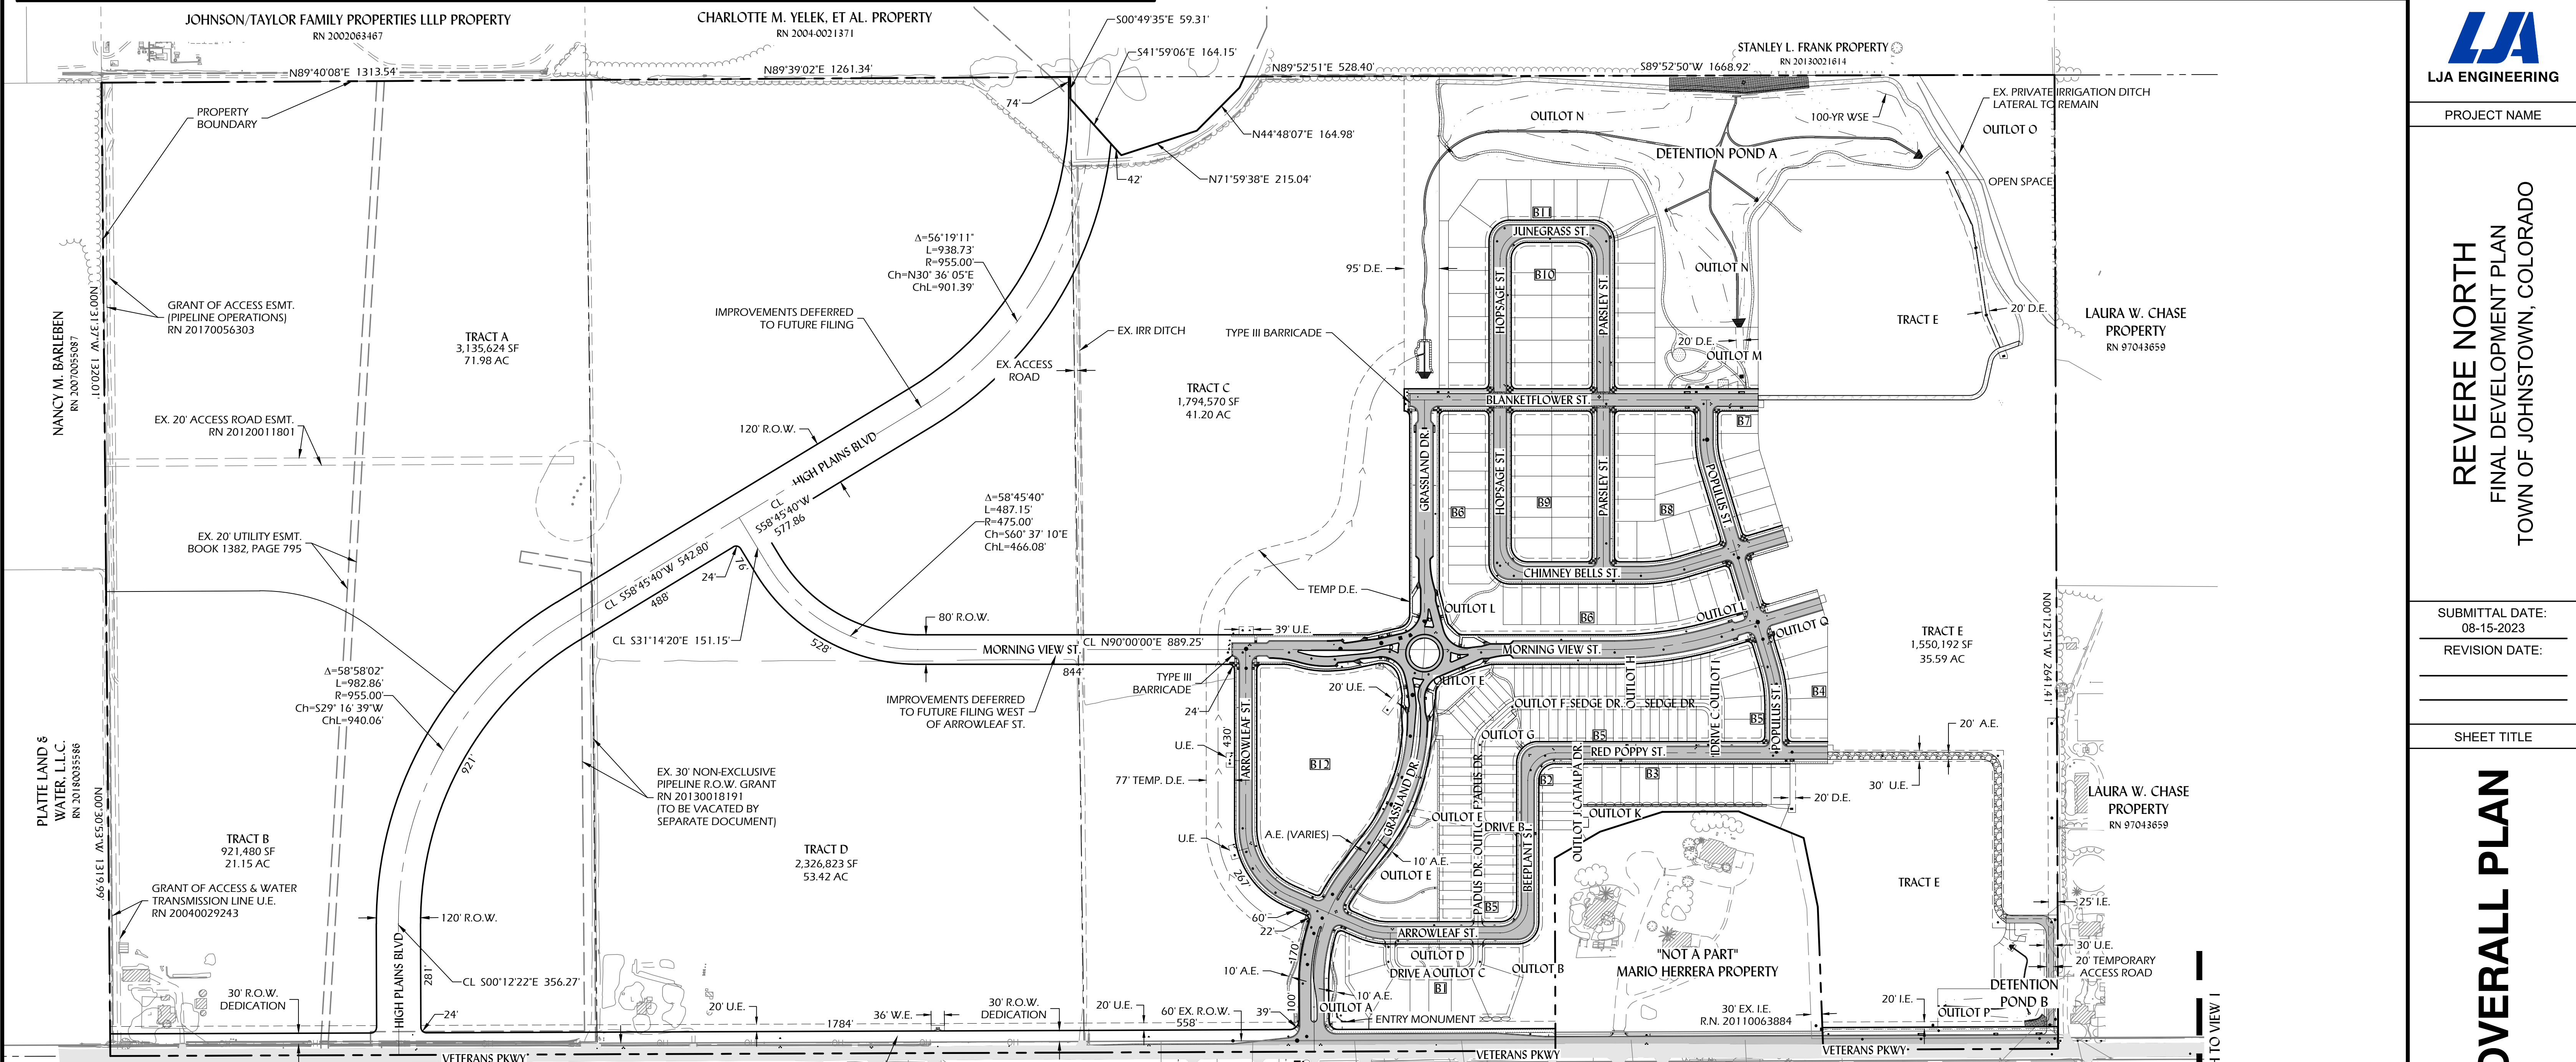 JOHNSON/TAYLOR FAMILY PROPERTIES LLLP PROPERTY
RN 2002063467
CHARLOTTE M. YELEK, ET AL. PROPERTY
RN 2004-0021371
STANLEY L. FRANK PROPERTY
RN 20130021614
N89°40'08"E 1313.54'
N89°39'02"E 1261.34'
S00°49'35"E 59.31'
S41°59'06"E 164.15'
N89°52'51"E 528.40'
S89°52'50"W 1668.92'
74'
42'
N44°48'07"E 164.98'
N71°59'38"E 215.04'
PROPERTY
BOUNDARY
EX. PRIVATE IRRIGATION DITCH
LATERAL TO REMAIN
OUTLOT O
OUTLOT N
100-YR WSE
DETENTION POND A
OPEN SPACE
B11
JUNEGRASS ST.
B10
HOPSAGE ST.
PARSLEY ST.
OUTLOT N
95' D.E.
Δ=56°19'11"
L=938.73'
R=955.00'
Ch=N30° 36' 05"E
ChL=901.39'
NANCY M. BARLEBEN
RN 20070055087
N00°31'37"W 1320.01'
GRANT OF ACCESS ESMT.
(PIPELINE OPERATIONS)
RN 20170056303
TRACT A
3,135,624 SF
71.98 AC
IMPROVEMENTS DEFERRED
TO FUTURE FILING
EX. IRR DITCH
TYPE III BARRICADE
EX. ACCESS
ROAD
TRACT C
1,794,570 SF
41.20 AC
TRACT E
20' D.E.
20' D.E.
OUTLOT M
LAURA W. CHASE
PROPERTY
RN 97043659
EX. 20' ACCESS ROAD ESMT.
RN 20120011801
120' R.O.W.
HIGH PLAINS BLVD
CL
S58°45'40"W
577.86
BLANKETFLOWER ST.
B7
GRASSLAND DR.
HOPSAGE ST.
PARSLEY ST.
POPULUS ST.
B6
B9
B8
CHIMNEY BELLS ST.
EX. 20' UTILITY ESMT.
BOOK 1382, PAGE 795
Δ=58°45'40"
L=487.15'
R=475.00'
Ch=S60° 37' 10"E
ChL=466.08'
CL S58°45'40"W 542.80'
488'
24'
76'
CL S31°14'20"E 151.15'
528'
80' R.O.W.
TEMP D.E.
OUTLOT L
B6
OUTLOT L
OUTLOT Q
39' U.E.
MORNING VIEW ST.
CL N90°00'00"E 889.25'
844'
MORNING VIEW ST.
TRACT E
1,550,192 SF
35.59 AC
N00°12'51"W 2641.41'
Δ=58°58'02"
L=982.86'
R=955.00'
Ch=S29° 16' 39"W
ChL=940.06'
921'
IMPROVEMENTS DEFERRED
TO FUTURE FILING WEST
OF ARROWLEAF ST.
TYPE III
BARRICADE
24'
20' U.E.
OUTLOT E
OUTLOT H
OUTLOT I
OUTLOT F
SEDGE DR.
SEDGE DR.
DRIVE C
B4
B5
POPULUS ST.
PLATTE LAND &
WATER, L.L.C.
RN 20180035586
N00°30'53"W 1319.99'
EX. 30' NON-EXCLUSIVE
PIPELINE R.O.W. GRANT
RN 20130018191
(TO BE VACATED BY
SEPARATE DOCUMENT)
U.E.
430'
ARROWLEAF ST.
77' TEMP. D.E.
B12
OUTLOT G
B5
RED POPPY ST.
PADUS DR.
B2
CATALPA DR.
B3
OUTLOT J
OUTLOT K
20' D.E.
20' A.E.
30' U.E.
LAURA W. CHASE
PROPERTY
RN 97043659
TRACT B
921,480 SF
21.15 AC
TRACT D
2,326,823 SF
53.42 AC
U.E.
267'
A.E. (VARIES)
GRASSLAND DR.
OUTLOT E
DRIVE B
10' A.E.
OUTLOT E
PADUS DR.
BEEPLANT ST.
B5
TRACT E
25' I.E.
GRANT OF ACCESS & WATER
TRANSMISSION LINE U.E.
RN 20040029243
120' R.O.W.
HIGH PLAINS BLVD
281'
CL S00°12'22"E 356.27'
24'
60'
22'
170'
ARROWLEAF ST.
OUTLOT D
DRIVE A
OUTLOT C
OUTLOT B
B1
10' A.E.
10' A.E.
100'
OUTLOT A
ENTRY MONUMENT
"NOT A PART"
MARIO HERRERA PROPERTY
30' U.E.
20' TEMPORARY
ACCESS ROAD
DETENTION
POND B
20' I.E.
OUTLOT P
30' R.O.W.
DEDICATION
20' U.E.
1784'
36' W.E.
30' R.O.W.
DEDICATION
20' U.E.
60' EX. R.O.W.
558'
39'
30' EX. I.E.
R.N. 20110063884
VETERANS PKWY
VETERANS PKWY
VETERANS PKWY
LJA
LJA ENGINEERING
PROJECT NAME
REVERE NORTH
FINAL DEVELOPMENT PLAN
TOWN OF JOHNSTOWN, COLORADO
SUBMITTAL DATE:
08-15-2023
REVISION DATE:
SHEET TITLE
OVERALL PLAN
H TO VIEW 1